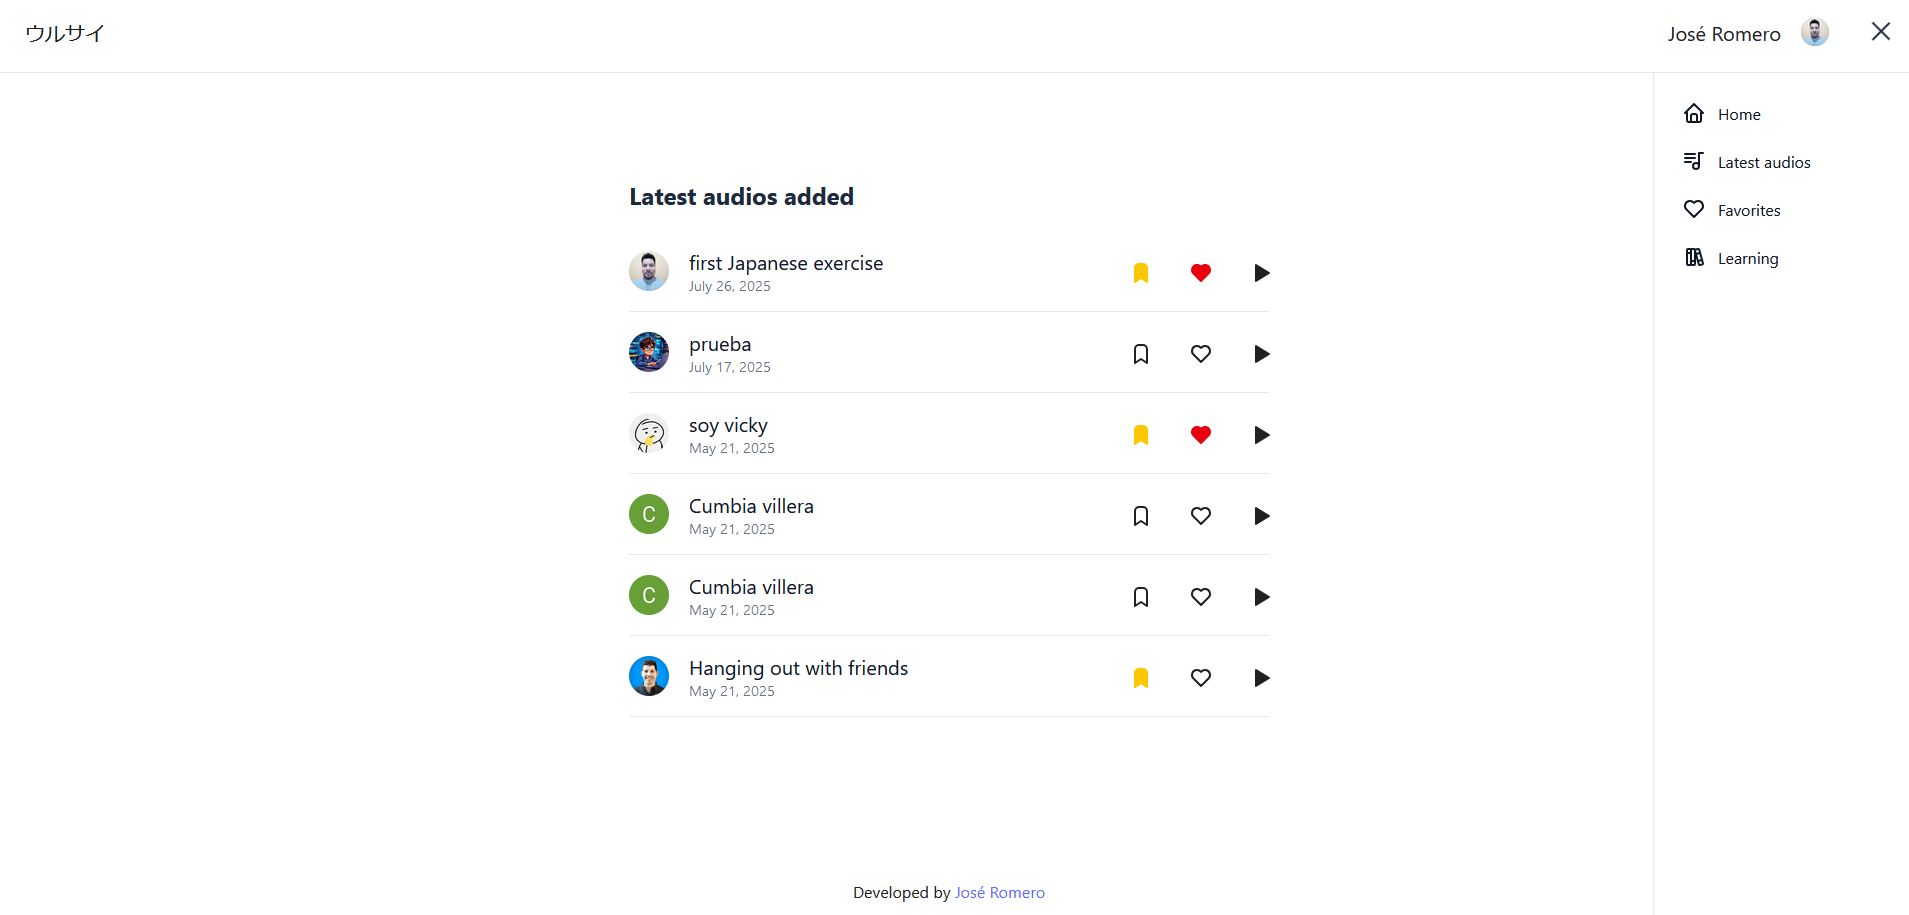 ウルサイ
José Romero
Home
Latest audios
Favorites
Learning
Latest audios added
first Japanese exercise
July 26, 2025
prueba
July 17, 2025
soy vicky
May 21, 2025
C
Cumbia villera
May 21, 2025
C
Cumbia villera
May 21, 2025
Hanging out with friends
May 21, 2025
Developed by José Romero